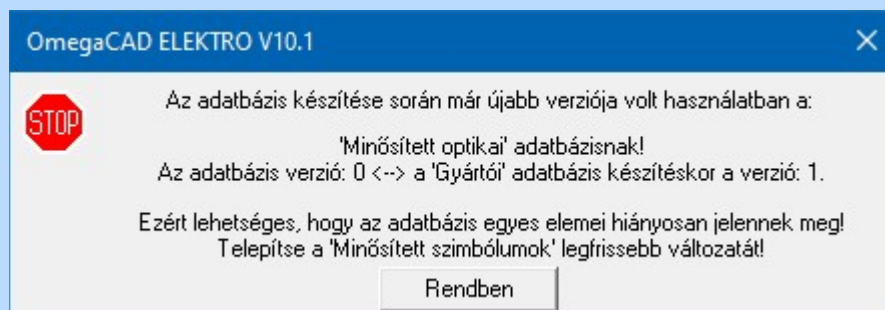 OmegaCAD ELEKTRO V10.1
STOP
Az adatbázis készítése során már újabb verziója volt használatban a:
'Minősített optikai' adatbázisnak!
Az adatbázis verzió: 0 <--> a 'Gyártói' adatbázis készítéskor a verzió: 1.
Ezért lehetséges, hogy az adatbázis egyes elemei hiányosan jelennek meg!
Telepítse a 'Minősített szimbólumok' legfrissebb változatát!
Rendben